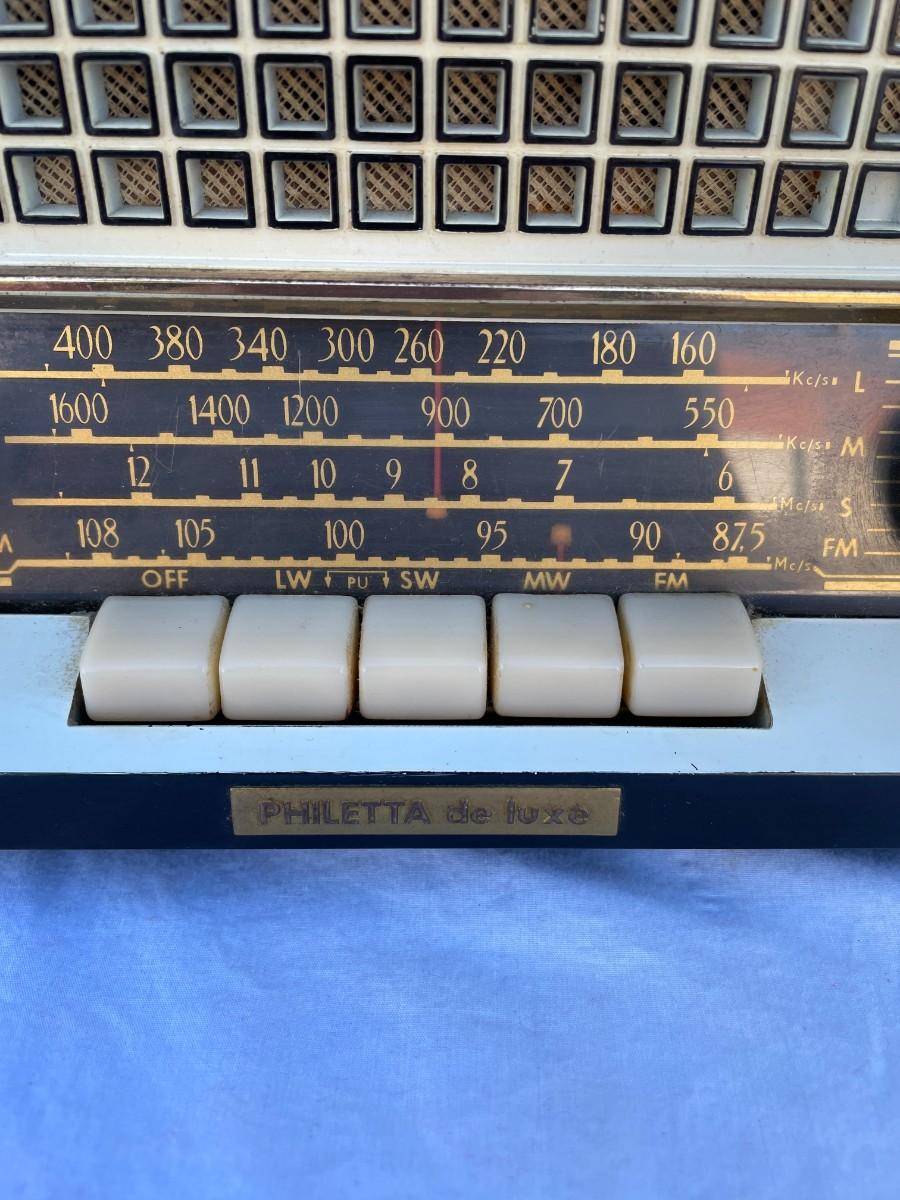 400 380 340 300 260 220 180 160 Kc/s L
1600 1400 1200 900 700 550 Kc/s M
12 11 10 9 8 7 6 Mc/s S
108 105 100 95 90 87,5 Mc/s FM
OFF LW PU SW MW FM
PHILETTA de luxe